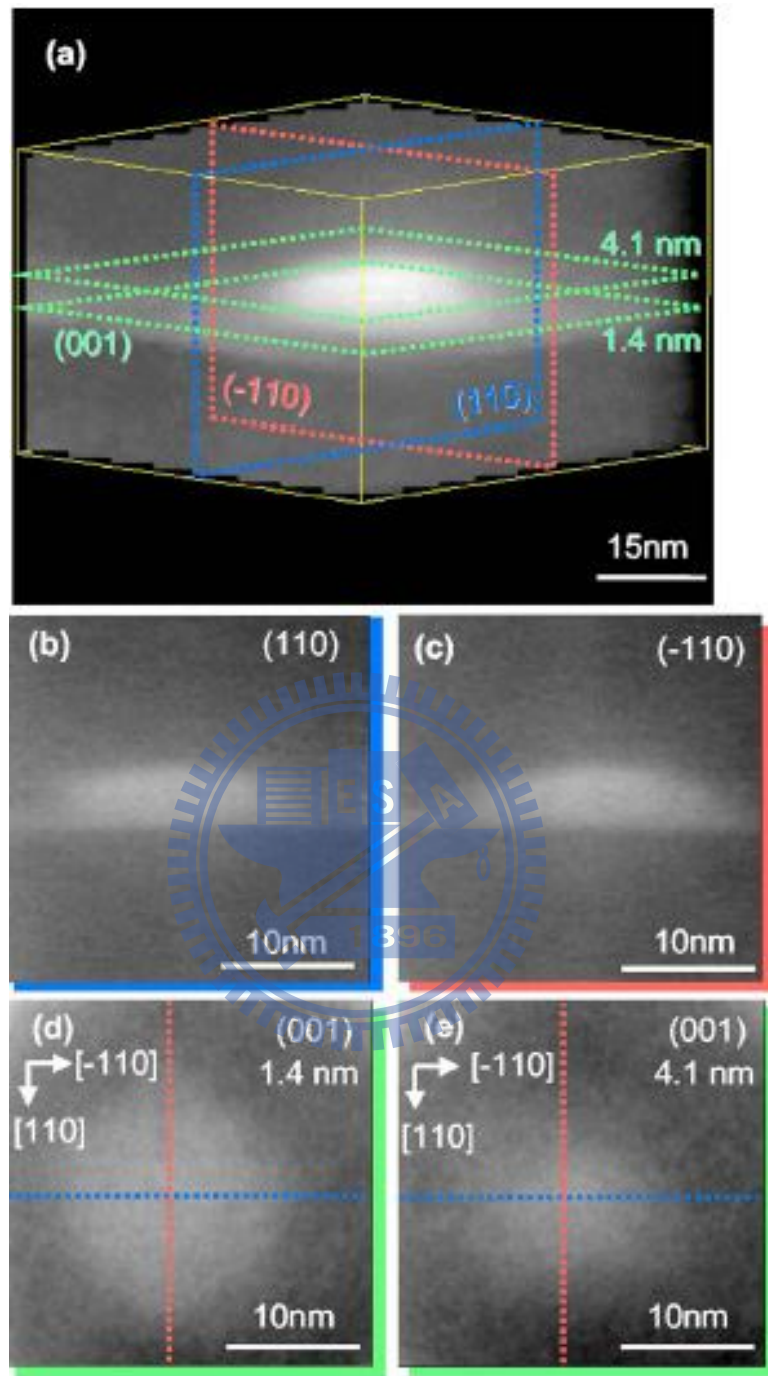 (a)
4.1 nm
(001)
1.4 nm
(-110)
(110)
15nm
(b) (110)
(c) (-110)
E S A
10nm
1896
10nm
(d) (001)
[-110] 1.4 nm
[110]
10nm
(e) (001)
[-110] 4.1 nm
[110]
10nm